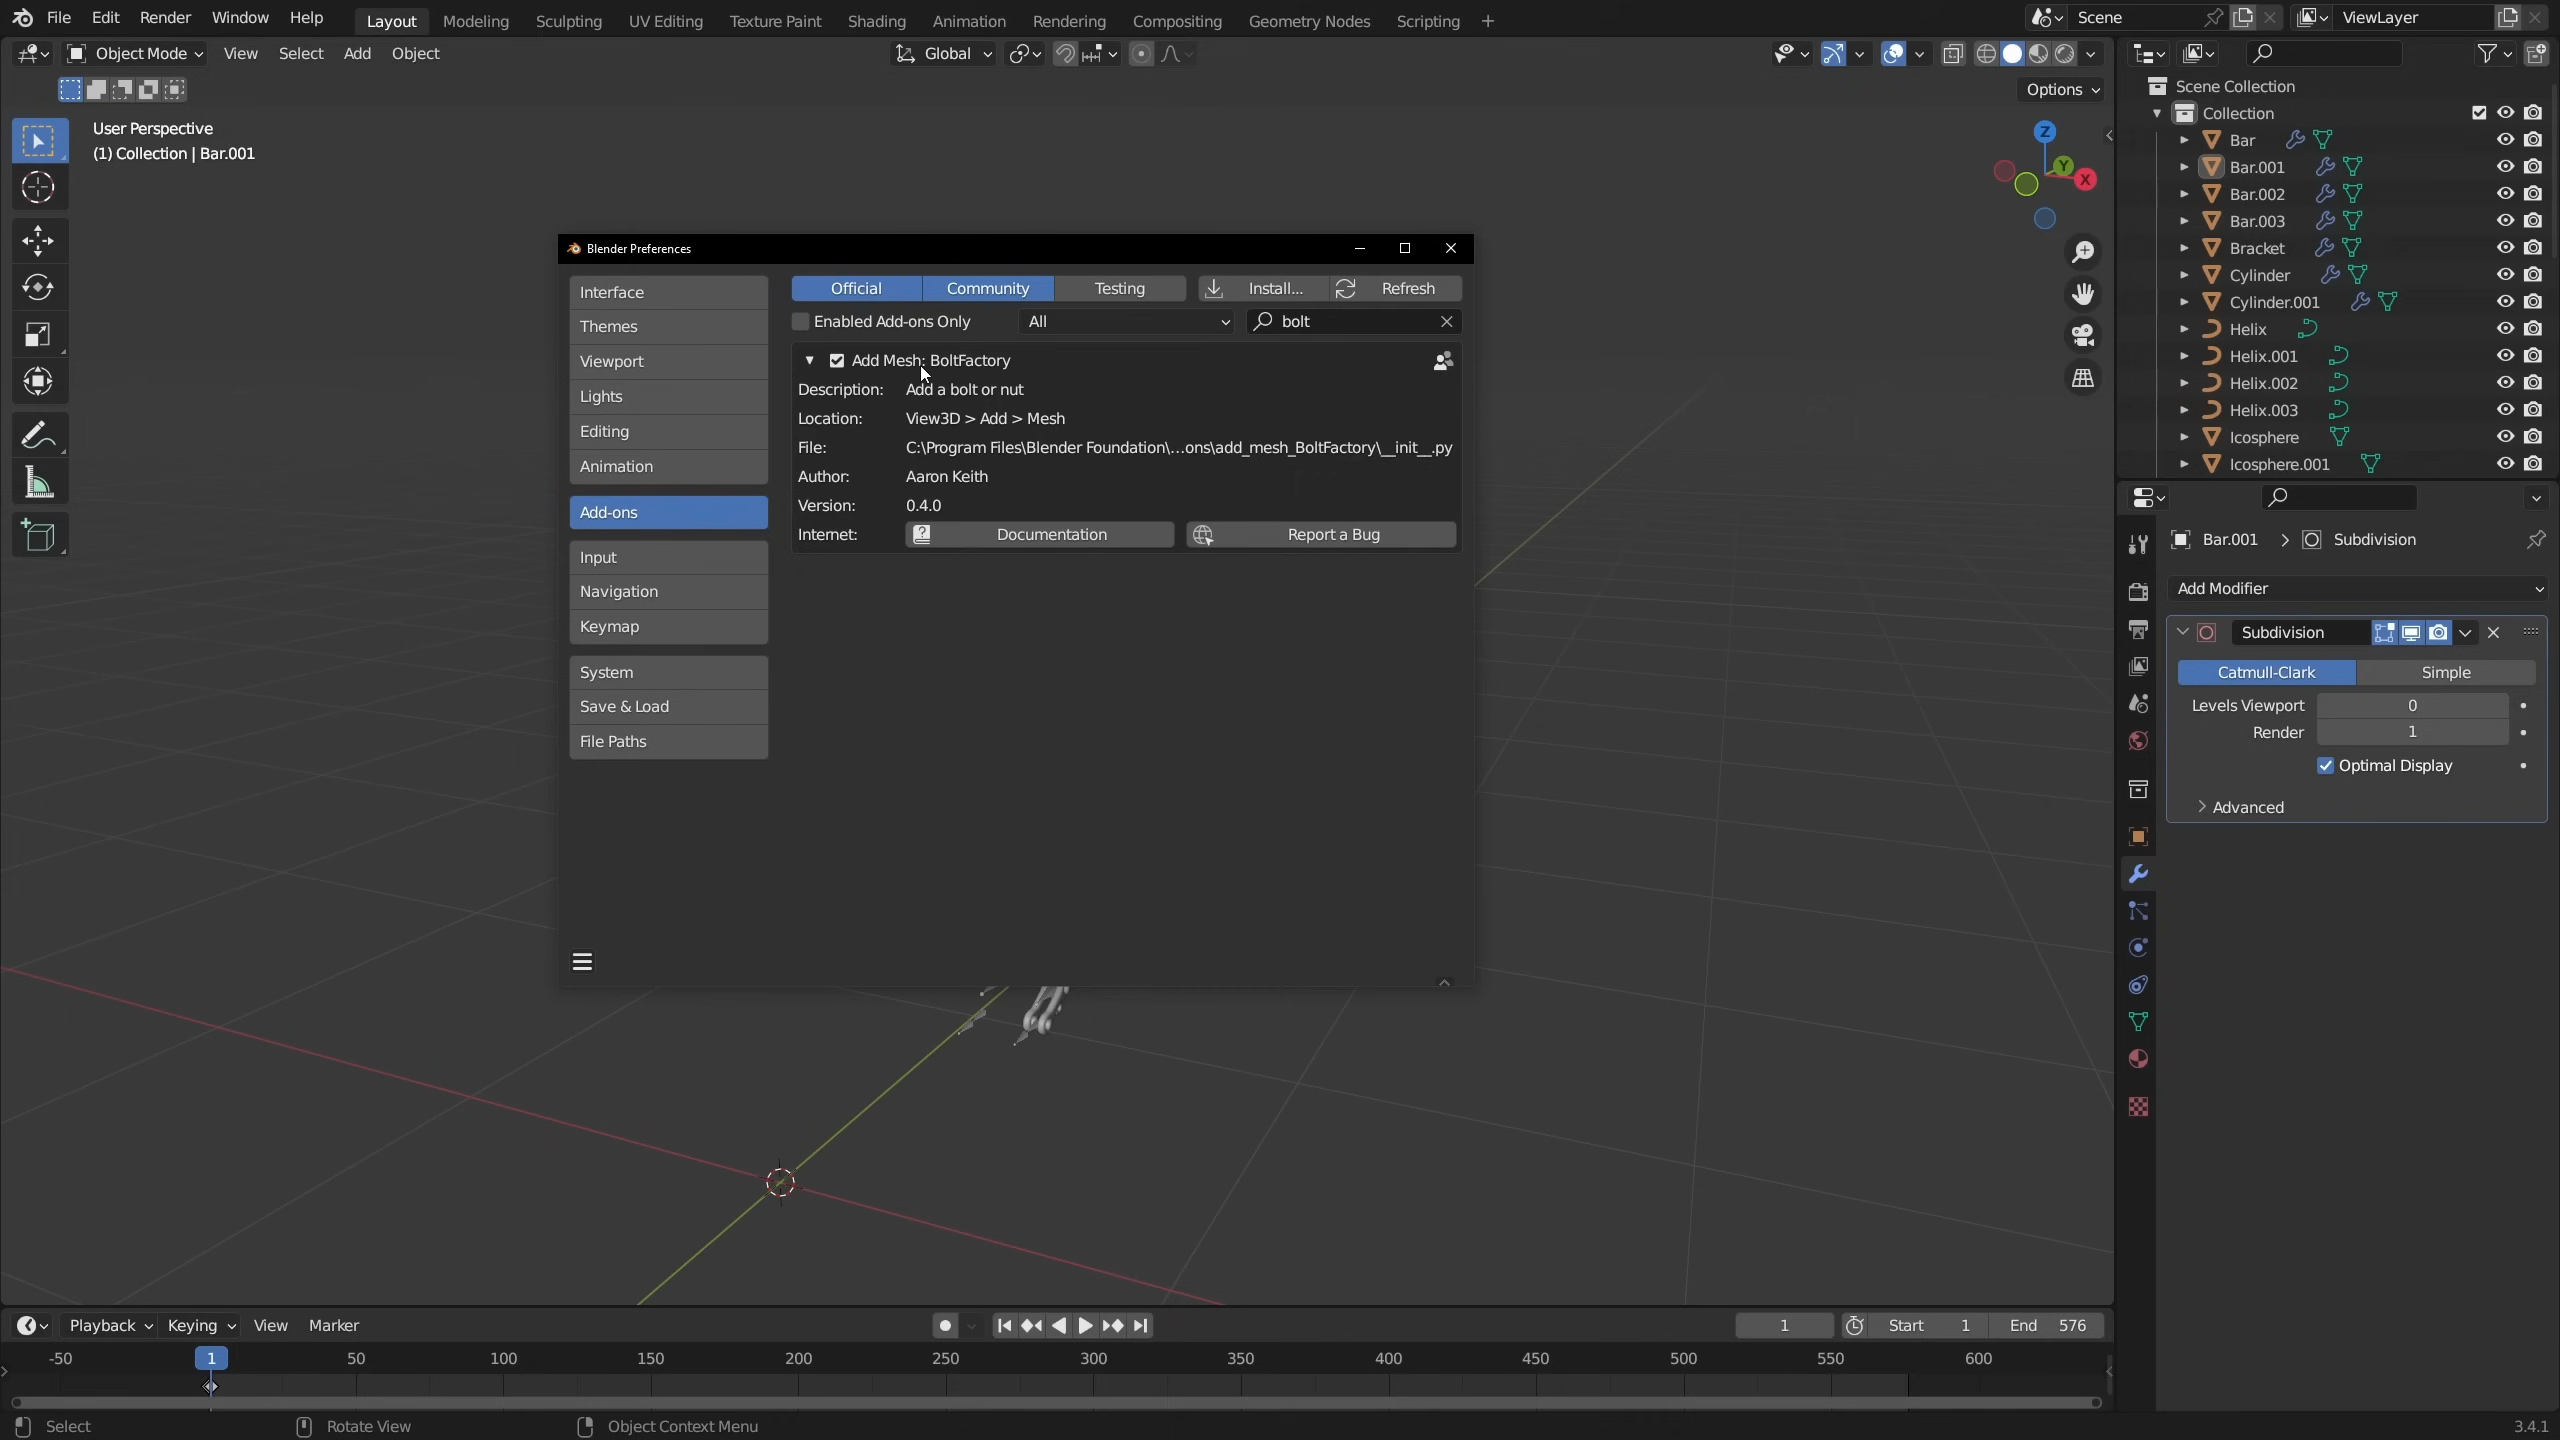 File Edit Render Window Help Layout Modeling Sculpting UV Editing Texture Paint Shading Animation Rendering Compositing Geometry Nodes Scripting + Scene ViewLayer
Object Mode View Select Add Object Global
Options
User Perspective
(1) Collection | Bar.001
Z
Y
X
Scene Collection
Collection
Bar
Bar.001
Bar.002
Bar.003
Bracket
Cylinder
Cylinder.001
Helix
Helix.001
Helix.002
Helix.003
Icosphere
Icosphere.001
Blender Preferences
Interface
Themes
Viewport
Lights
Editing
Animation
Add-ons
Input
Navigation
Keymap
System
Save & Load
File Paths
Official Community Testing Install... Refresh
Enabled Add-ons Only All bolt
Add Mesh: BoltFactory
Description: Add a bolt or nut
Location: View3D > Add > Mesh
File: C:\Program Files\Blender Foundation\...ons\add_mesh_BoltFactory\__init__.py
Author: Aaron Keith
Version: 0.4.0
Internet: Documentation Report a Bug
Bar.001 > Subdivision
Add Modifier
Subdivision
Catmull-Clark Simple
Levels Viewport 0
Render 1
Optimal Display
Advanced
Playback Keying View Marker 1 Start 1 End 576
-50 1 50 100 150 200 250 300 350 400 450 500 550 600
Select Rotate View Object Context Menu 3.4.1